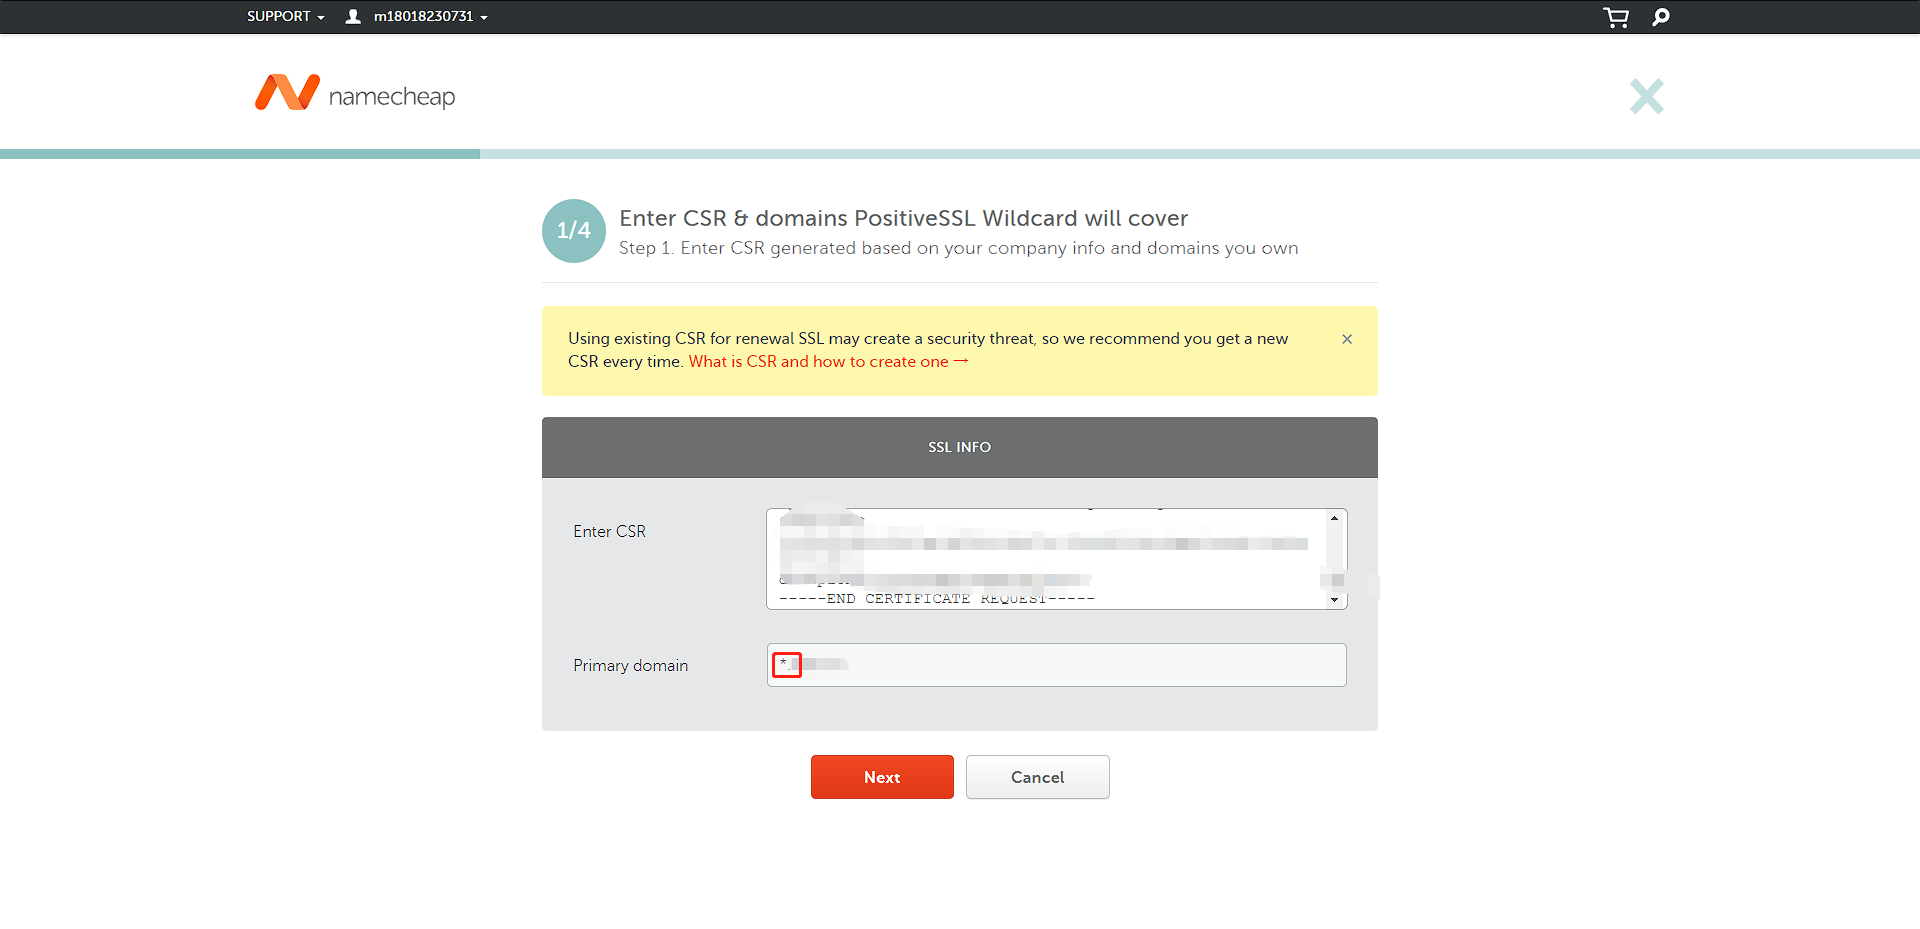 SUPPORT
m18018230731
namecheap
1/4
Enter CSR & domains PositiveSSL Wildcard will cover
Step 1. Enter CSR generated based on your company info and domains you own
Using existing CSR for renewal SSL may create a security threat, so we recommend you get a new
CSR every time. What is CSR and how to create one →
SSL INFO
Enter CSR
-----END CERTIFICATE REQUEST-----
Primary domain
*.
Next
Cancel